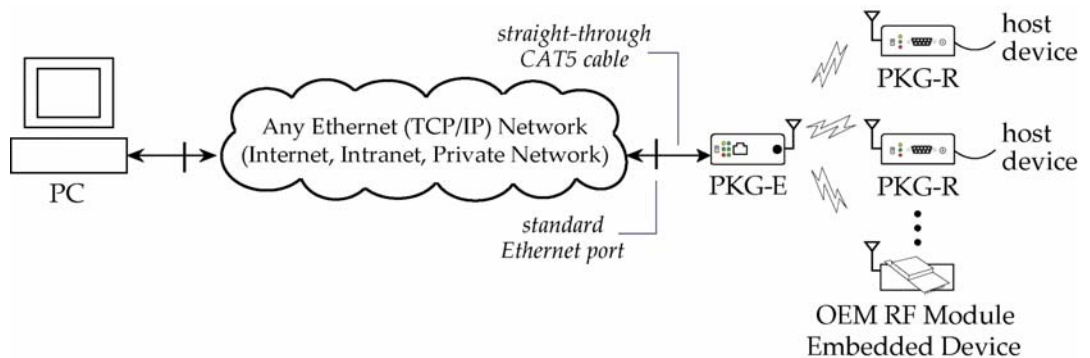 straight-through
CAT5 cable
host
device
PKG-R
Any Ethernet (TCP/IP) Network
(Internet, Intranet, Private Network)
PC
PKG-E
host
device
PKG-R
standard
Ethernet port
OEM RF Module
Embedded Device